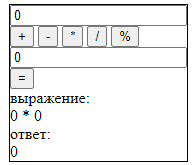 0
+ - * / %
0
=
выражение:
0 * 0
ответ:
0